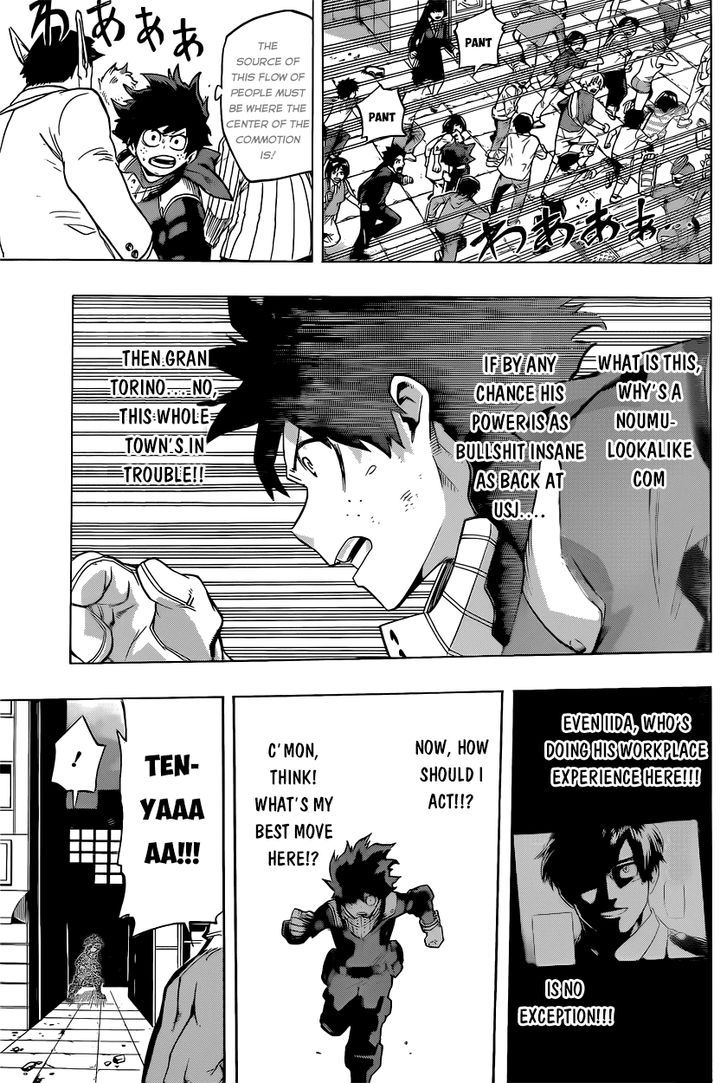 PANT
PANT
わあぁぁ…
わあぁぁ
THE
SOURCE OF
THIS FLOW OF
PEOPLE MUST
BE WHERE THE
CENTER OF THE
COMMOTION
IS!
WHAT IS THIS,
WHY'S A
NOUMU-
LOOKALIKE
COM
IF BY ANY
CHANCE HIS
POWER IS AS
BULLSHIT INSANE
AS BACK AT
USJ....
THEN GRAN
TORINO.... NO,
THIS WHOLE
TOWN'S IN
TROUBLE!!
EVEN IIDA, WHO'S
DOING HIS WORKPLACE
EXPERIENCE HERE!!!
IS NO
EXCEPTION!!!
NOW, HOW
SHOULD I
ACT!!?
C'MON,
THINK!
WHAT'S MY
BEST MOVE
HERE!?
TEN-
YAAA
AA!!!
!